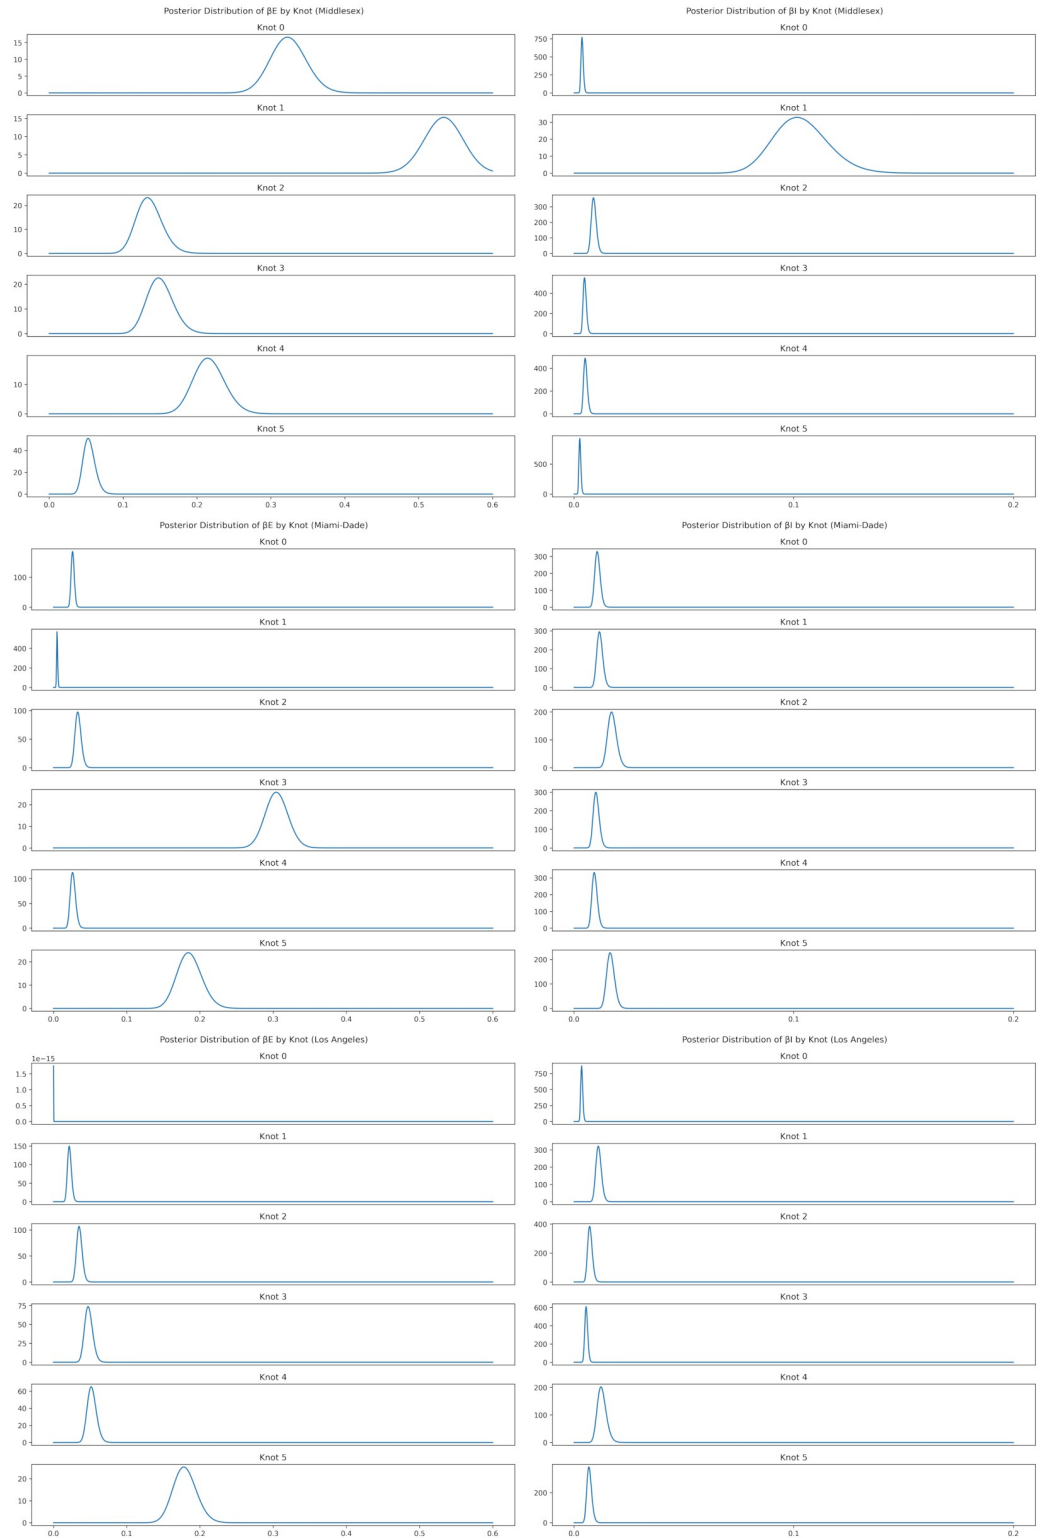 Posterior Distribution of βE by Knot (Middlesex)
Knot 0
15
10
5
0
Knot 1
15
10
5
0
Knot 2
20
10
0
Knot 3
20
10
0
Knot 4
10
0
Knot 5
40
20
0
0.0 0.1 0.2 0.3 0.4 0.5 0.6
Posterior Distribution of βI by Knot (Middlesex)
Knot 0
750
500
250
0
Knot 1
30
20
10
0
Knot 2
300
200
100
0
Knot 3
400
200
0
Knot 4
400
200
0
Knot 5
500
0
0.0 0.1 0.2
Posterior Distribution of βE by Knot (Miami-Dade)
Knot 0
100
0
Knot 1
400
200
0
Knot 2
100
50
0
Knot 3
20
10
0
Knot 4
100
50
0
Knot 5
20
10
0
0.0 0.1 0.2 0.3 0.4 0.5 0.6
Posterior Distribution of βI by Knot (Miami-Dade)
Knot 0
300
200
100
0
Knot 1
300
200
100
0
Knot 2
200
100
0
Knot 3
300
200
100
0
Knot 4
300
200
100
0
Knot 5
200
100
0
0.0 0.1 0.2
Posterior Distribution of βE by Knot (Los Angeles)
Knot 0
1e−15
1.5
1.0
0.5
0.0
Knot 1
150
100
50
0
Knot 2
100
50
0
Knot 3
75
50
25
0
Knot 4
60
40
20
0
Knot 5
20
10
0
0.0 0.1 0.2 0.3 0.4 0.5 0.6
Posterior Distribution of βI by Knot (Los Angeles)
Knot 0
750
500
250
0
Knot 1
300
200
100
0
Knot 2
400
200
0
Knot 3
600
400
200
0
Knot 4
200
100
0
Knot 5
200
0
0.0 0.1 0.2